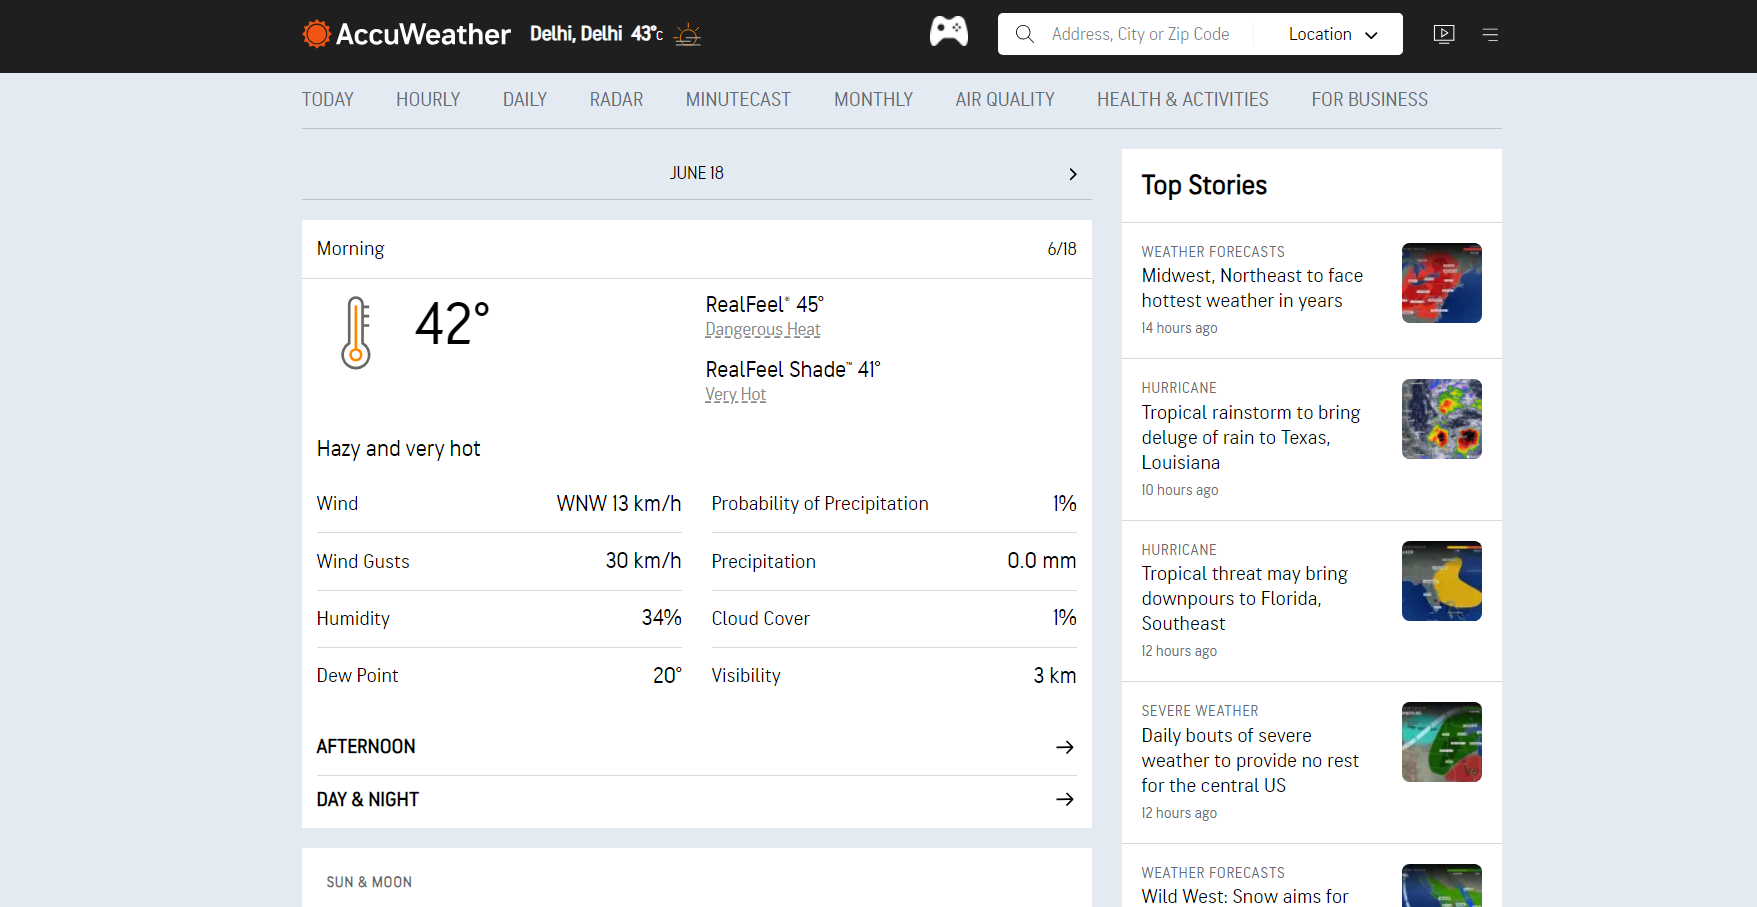 AccuWeather
Delhi, Delhi 43°C
Address, City or Zip Code
Location
TODAY
HOURLY
DAILY
RADAR
MINUTECAST
MONTHLY
AIR QUALITY
HEALTH & ACTIVITIES
FOR BUSINESS
JUNE 18
Morning
6/18
42°
RealFeel® 45°
Dangerous Heat
RealFeel Shade™ 41°
Very Hot
Hazy and very hot
Wind
WNW 13 km/h
Wind Gusts
30 km/h
Humidity
34%
Dew Point
20°
Probability of Precipitation
1%
Precipitation
0.0 mm
Cloud Cover
1%
Visibility
3 km
AFTERNOON
DAY & NIGHT
SUN & MOON
Top Stories
WEATHER FORECASTS
Midwest, Northeast to face
hottest weather in years
14 hours ago
HURRICANE
Tropical rainstorm to bring
deluge of rain to Texas,
Louisiana
10 hours ago
HURRICANE
Tropical threat may bring
downpours to Florida,
Southeast
12 hours ago
SEVERE WEATHER
Daily bouts of severe
weather to provide no rest
for the central US
12 hours ago
WEATHER FORECASTS
Wild West: Snow aims for